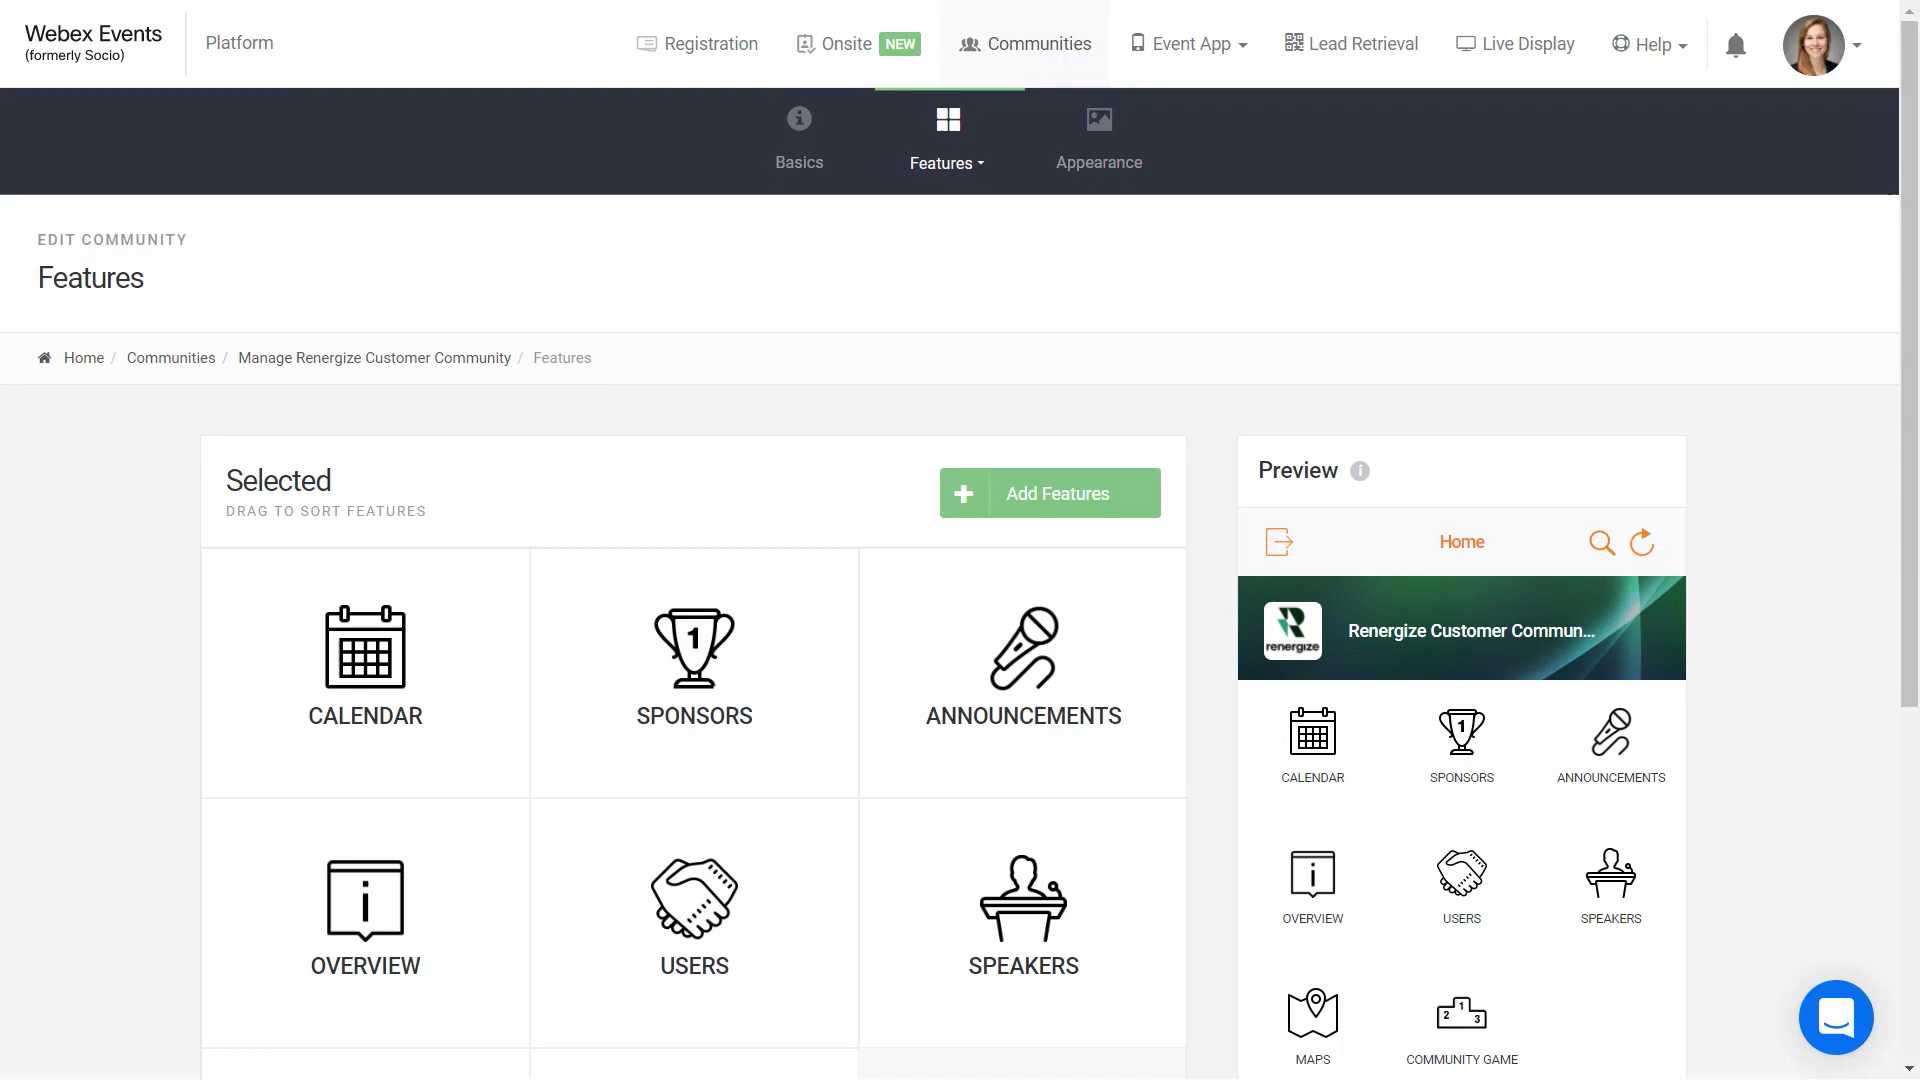 Webex Events
(formerly Socio)
Platform
Registration
Onsite NEW
Communities
Event App
Lead Retrieval
Live Display
Help
Basics
Features
Appearance
EDIT COMMUNITY
Features
Home / Communities / Manage Renergize Customer Community / Features
Selected
DRAG TO SORT FEATURES
Add Features
CALENDAR
SPONSORS
ANNOUNCEMENTS
OVERVIEW
USERS
SPEAKERS
Preview
Home
renergize
Renergize Customer Commun...
CALENDAR
SPONSORS
ANNOUNCEMENTS
OVERVIEW
USERS
SPEAKERS
MAPS
COMMUNITY GAME